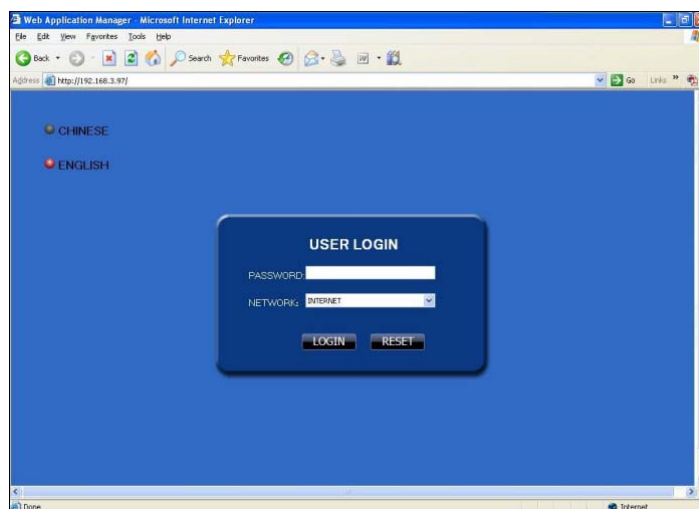 Web Application Manager - Microsoft Internet Explorer
File Edit View Favorites Tools Help
Back Search Favorites
Address http://192.168.3.97/ Go Links »
CHINESE
ENGLISH
USER LOGIN
PASSWORD:
NETWORK: INTERNET
LOGIN RESET
Done Internet